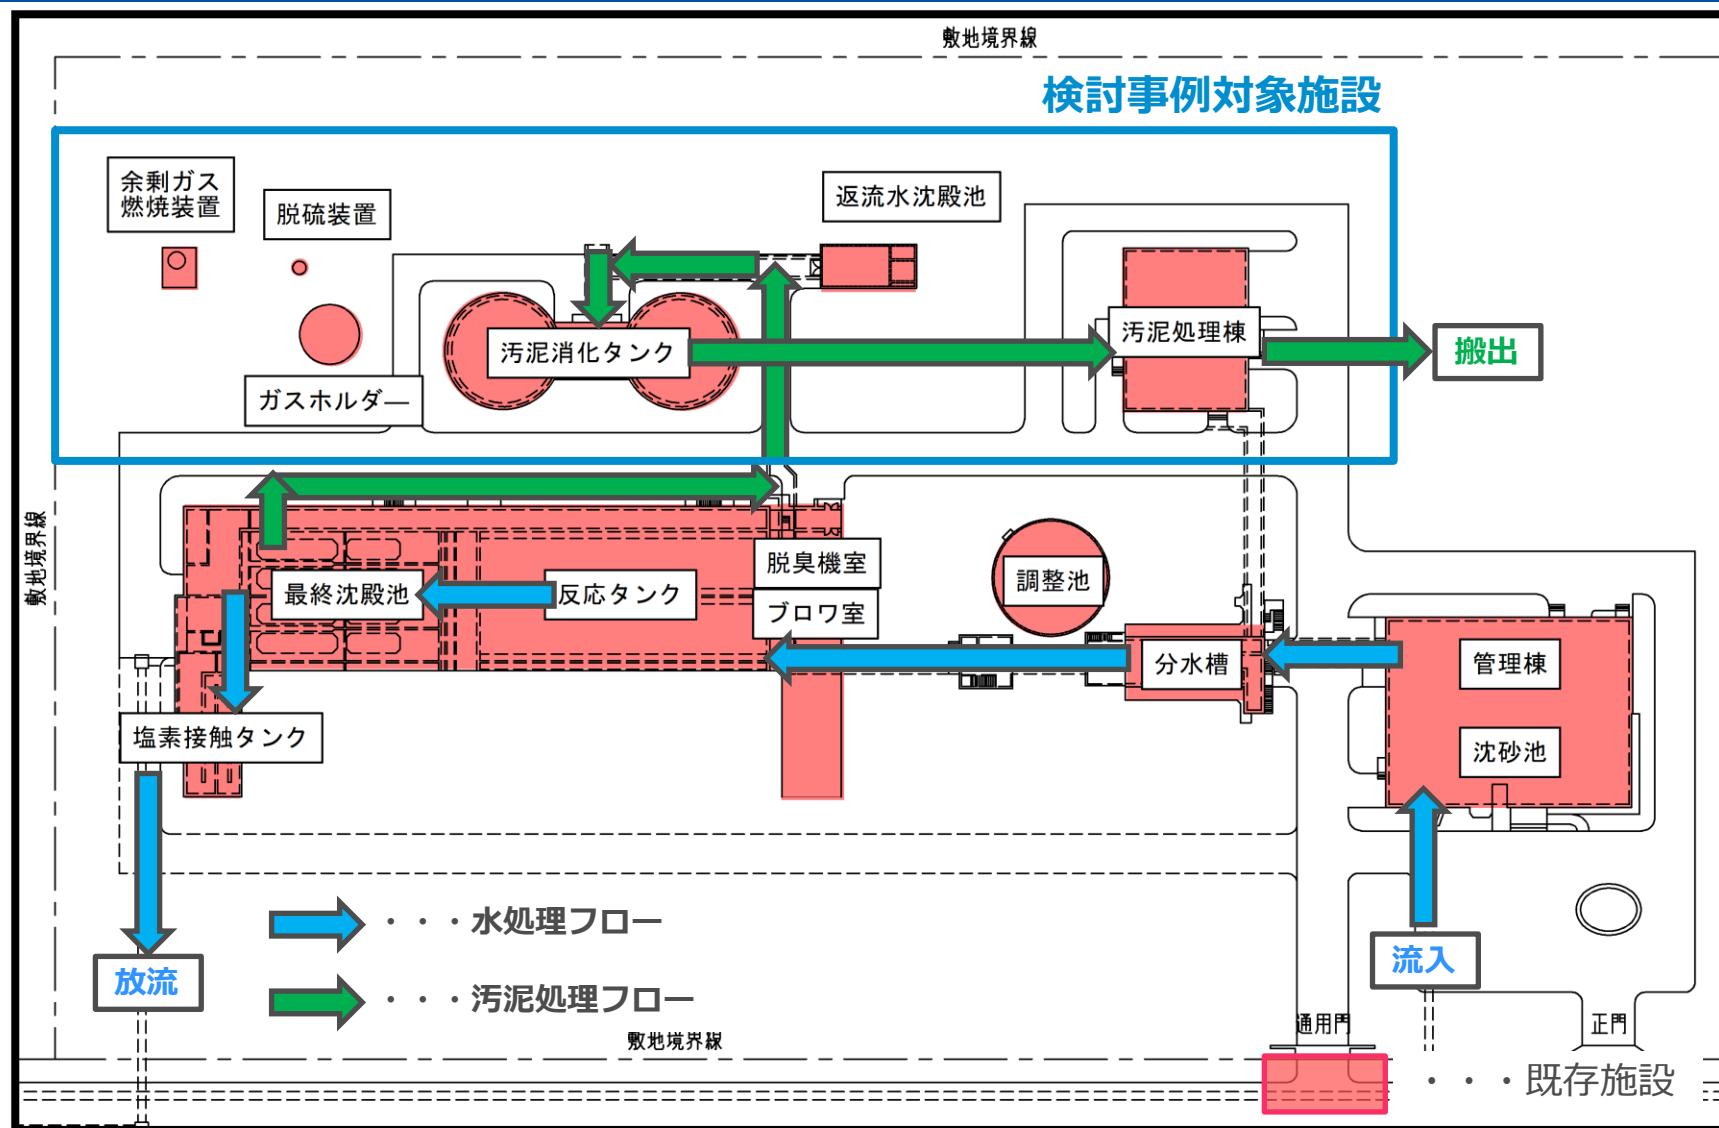 敷地境界線
検討事例対象施設
余剰ガス
燃焼装置
脱硫装置
返流水沈殿池
汚泥消化タンク
汚泥処理棟
搬出
ガスホルダー
敷地境界線
脱臭機室
調整池
最終沈殿池
反応タンク
ブロワ室
分水槽
管理棟
塩素接触タンク
沈砂池
・・・水処理フロー
流入
放流
・・・汚泥処理フロー
通用門
正門
敷地境界線
・・・既存施設